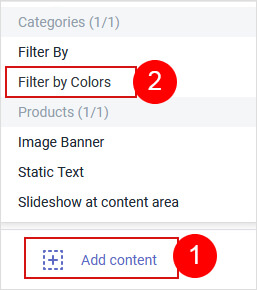 Categories (1/1)
Filter By
Filter by Colors
2
Products (1/1)
Image Banner
Static Text
Slideshow at content area
1
Add content